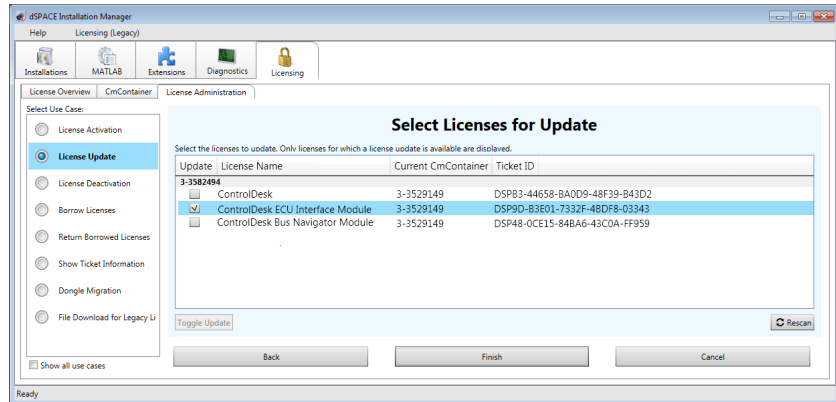 dSPACE Installation Manager
Help Licensing (Legacy)
Installations MATLAB Extensions Diagnostics Licensing
License Overview CmContainer License Administration
Select Use Case:
License Activation
License Update
License Deactivation
Borrow Licenses
Return Borrowed Licenses
Show Ticket Information
Dongle Migration
File Download for Legacy Li
Show all use cases
Select Licenses for Update
Select the licenses to update. Only licenses for which a license update is available are displayed.
Update License Name Current CmContainer Ticket ID
3-3582494
ControlDesk 3-3529149 DSPB3-44658-BA0D9-48F39-B43D2
ControlDesk ECU Interface Module 3-3529149 DSP9D-B3E01-7332F-4BDF8-03343
ControlDesk Bus Navigator Module 3-3529149 DSP48-0CE15-84BA6-43C0A-FF959
Toggle Update Rescan
Back Finish Cancel
Ready